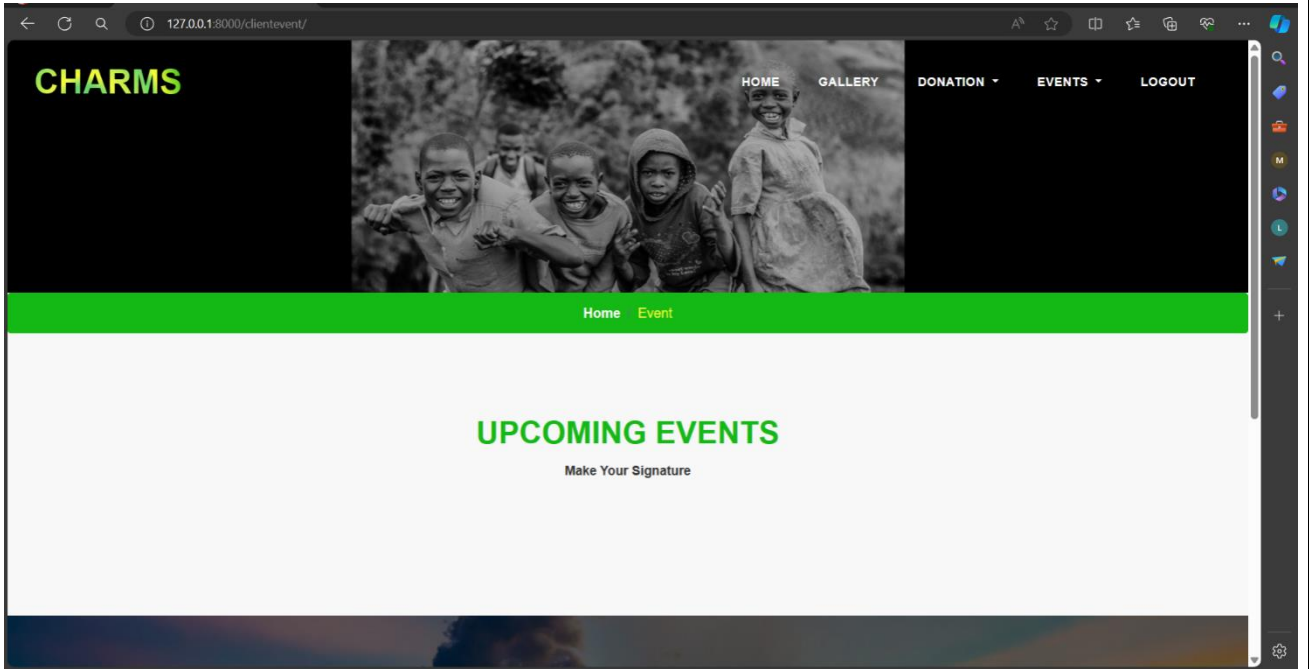 127.0.0.1:8000/clientevent/
CHARMS
HOME GALLERY DONATION EVENTS LOGOUT
Home Event
UPCOMING EVENTS
Make Your Signature
M
L